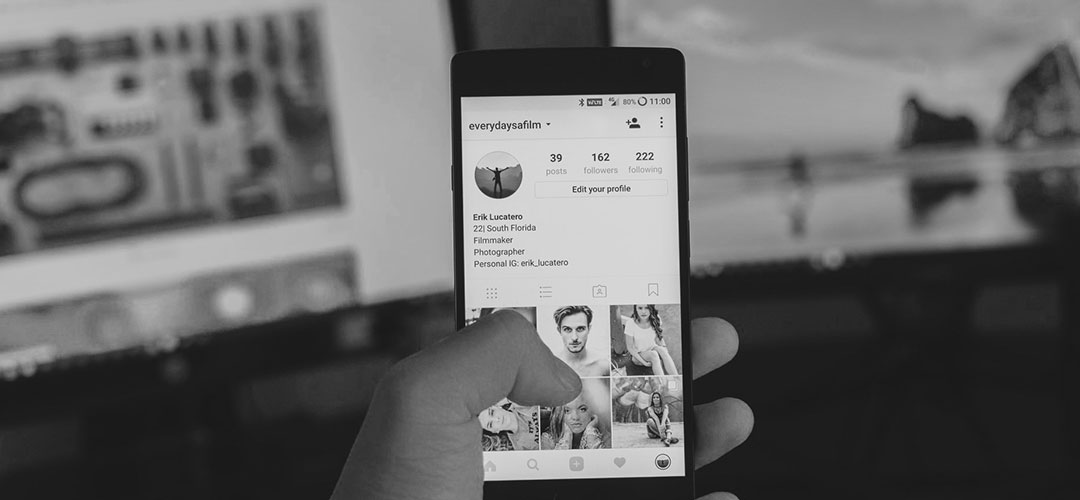 4G 80% 11:00
everydaysafilm
39 162 222
posts followers following
Edit your profile
Erik Lucatero
22| South Florida
Filmmaker
Photographer
Personal IG: erik_lucatero